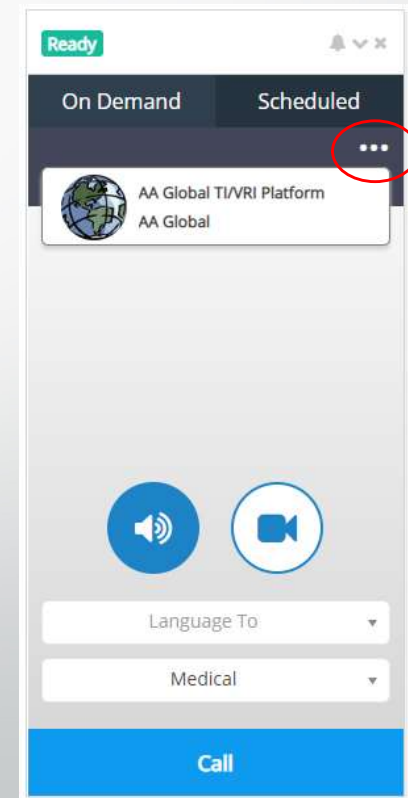 Ready
On Demand Scheduled
AA Global TI/VRI Platform
AA Global
Language To
Medical
Call